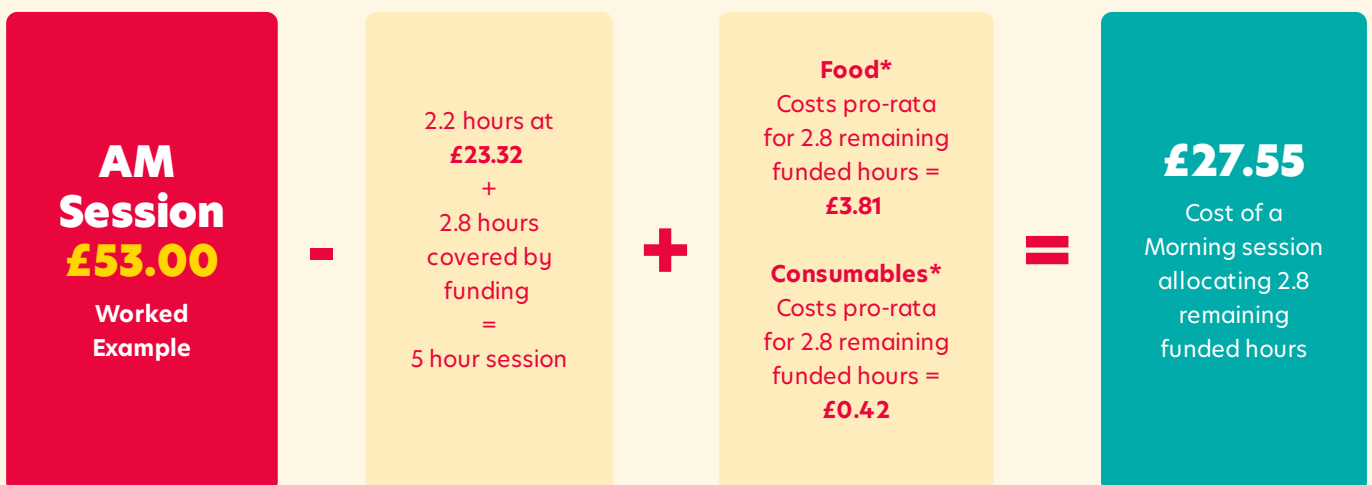 AM
Session
£53.00
Worked
Example
-
2.2 hours at
£23.32
+
2.8 hours
covered by
funding
=
5 hour session
+
Food*
Costs pro-rata
for 2.8 remaining
funded hours =
£3.81
Consumables*
Costs pro-rata
for 2.8 remaining
funded hours =
£0.42
=
£27.55
Cost of a
Morning session
allocating 2.8
remaining
funded hours